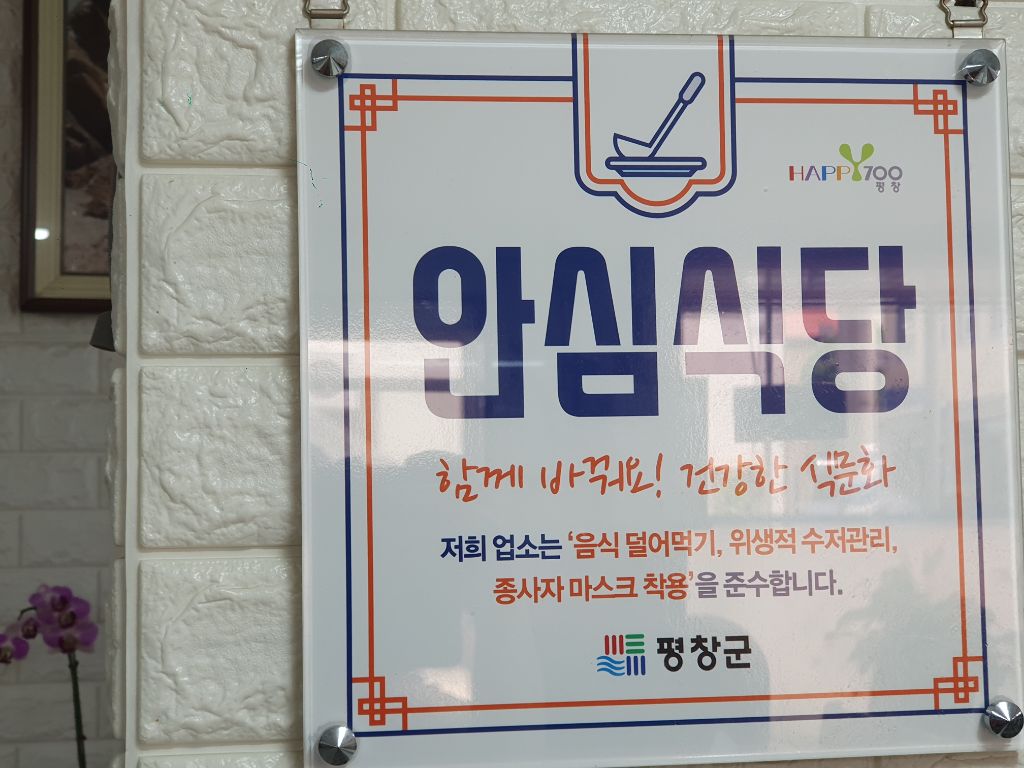 HAPPY700
평창
안심식당
함께 바꿔요! 건강한 식문화
저희 업소는 '음식 덜어먹기, 위생적 수저관리,
종사자 마스크 착용'을 준수합니다.
평창군